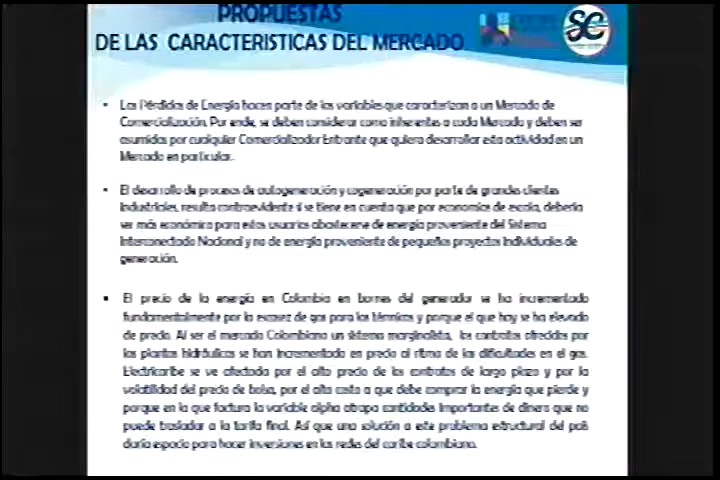 PROPUESTAS
DE LAS CARACTERISTICAS DEL MERCADO
SC
• Las Pérdidas de Energía hacen parte de las variables que caracterizan a un Mercado de
Comercialización. Por ende, se deben considerar como inherentes a cada Mercado y deben ser
asumidas por cualquier Comercializador Entrante que quiera desarrollar esta actividad en un
Mercado en particular.
• El desarrollo de procesos de autogeneración y cogeneración por parte de grandes clientes
Industriales, resulta contraevidente si se tiene en cuenta que por economías de escala, debería
ser más económico para estos usuarios abastecerse de energía proveniente del Sistema
Interconectado Nacional y no de energía proveniente de pequeños proyectos Individuales de
generación.
• El precio de la energía en Colombia en bornes del generador se ha incrementado
fundamentalmente por la escasez de gas para las térmicas y porque el que hay se ha elevado
de precio. Al ser el mercado Colombiano un sistema marginalista, los contratos ofrecidos por
las plantas hidráulicas se han incrementado en precio al ritmo de las dificultades en el gas.
Electricaribe se ve afectada por el alto precio de los contratos de largo plazo y por la
volatilidad del precio de bolsa, por el alto costo a que debe comprar la energía que pierde y
porque en la que factura la variable alpha atrapa cantidades importantes de dinero que no
puede trasladar a la tarifa final. Así que una solución a este problema estructural del país
daría espacio para hacer inversiones en las redes del caribe colombiano.